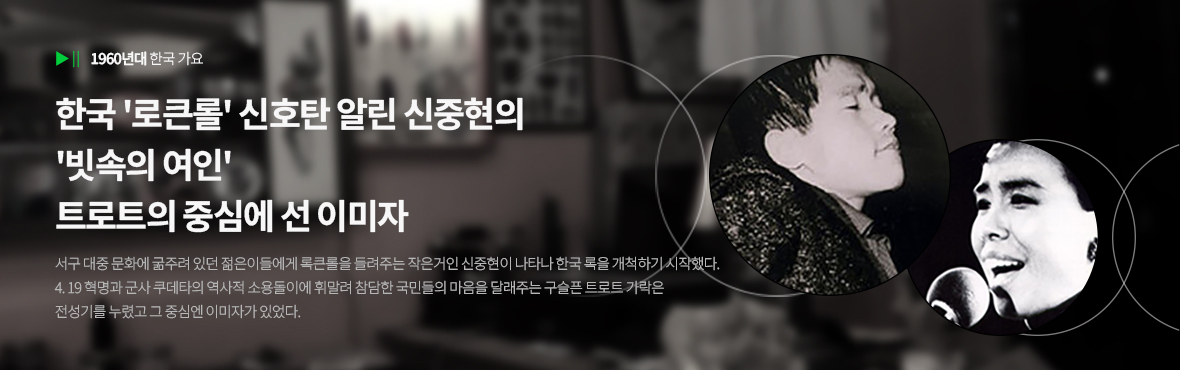 1960년대 한국 가요
한국 '로큰롤' 신호탄 알린 신중현의
'빗속의 여인'
트로트의 중심에 선 이미자
서구 대중 문화에 굶주려 있던 젊은이들에게 록큰롤을 들려주는 작은거인 신중현이 나타나 한국 록을 개척하기 시작했다.
4. 19 혁명과 군사 쿠데타의 역사적 소용돌이에 휘말려 참담한 국민들의 마음을 달래주는 구슬픈 트로트 가락은
전성기를 누렸고 그 중심엔 이미자가 있었다.